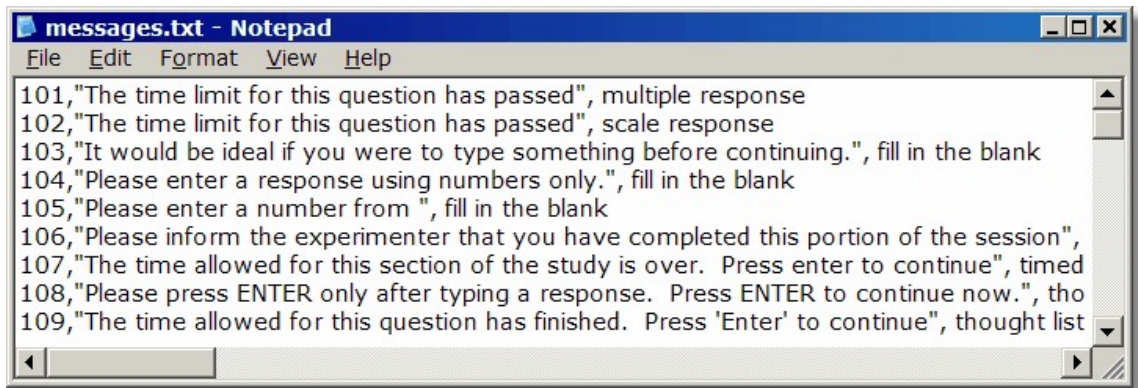 messages.txt - Notepad
File Edit Format View Help
101,"The time limit for this question has passed", multiple response
102,"The time limit for this question has passed", scale response
103,"It would be ideal if you were to type something before continuing.", fill in the blank
104,"Please enter a response using numbers only.", fill in the blank
105,"Please enter a number from ", fill in the blank
106,"Please inform the experimenter that you have completed this portion of the session",
107,"The time allowed for this section of the study is over.  Press enter to continue", timed
108,"Please press ENTER only after typing a response.  Press ENTER to continue now.", tho
109,"The time allowed for this question has finished.  Press 'Enter' to continue", thought list